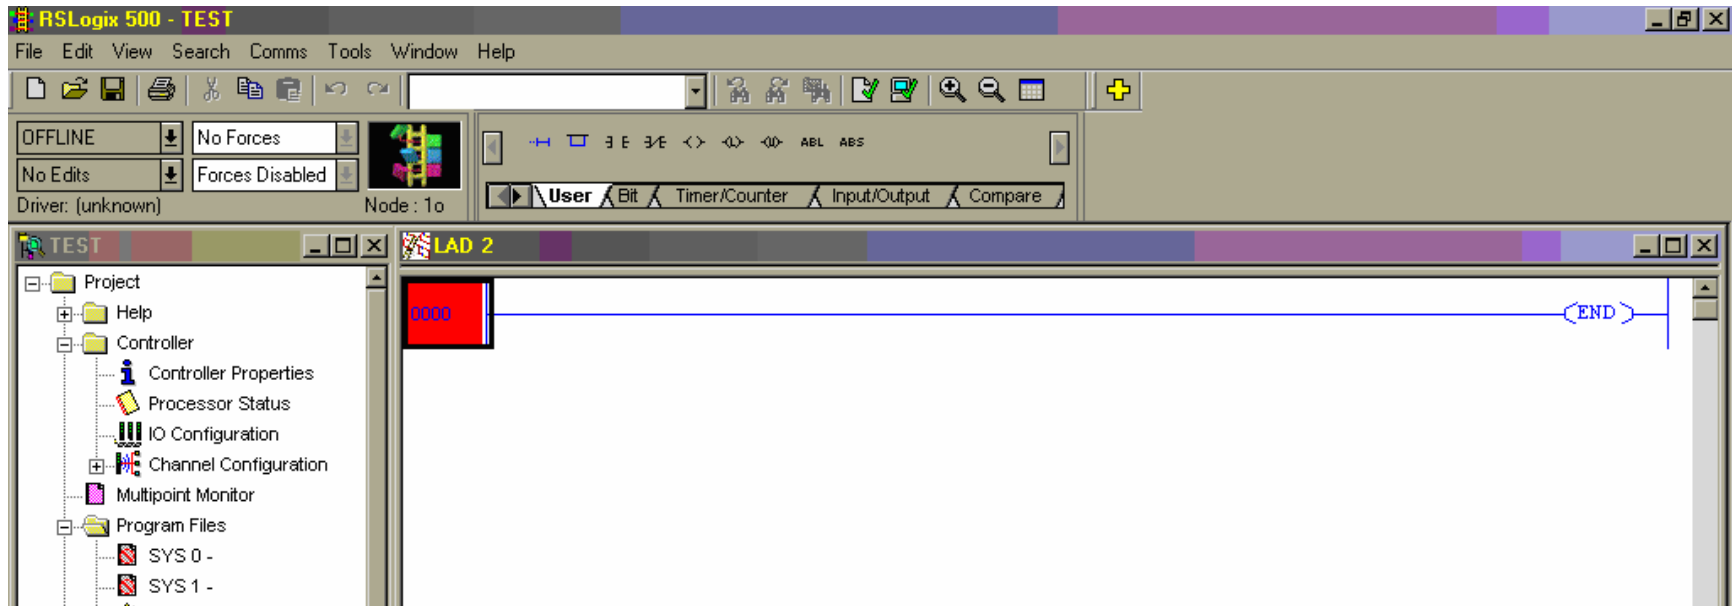 RSLogix 500 - TEST
File Edit View Search Comms Tools Window Help
OFFLINE No Forces
No Edits Forces Disabled
Driver: (unknown) Node : 1o
ABL ABS
User Bit Timer/Counter Input/Output Compare
TEST
Project
Help
Controller
Controller Properties
Processor Status
IO Configuration
Channel Configuration
Multipoint Monitor
Program Files
SYS 0 -
SYS 1 -
LAD 2
0000
END